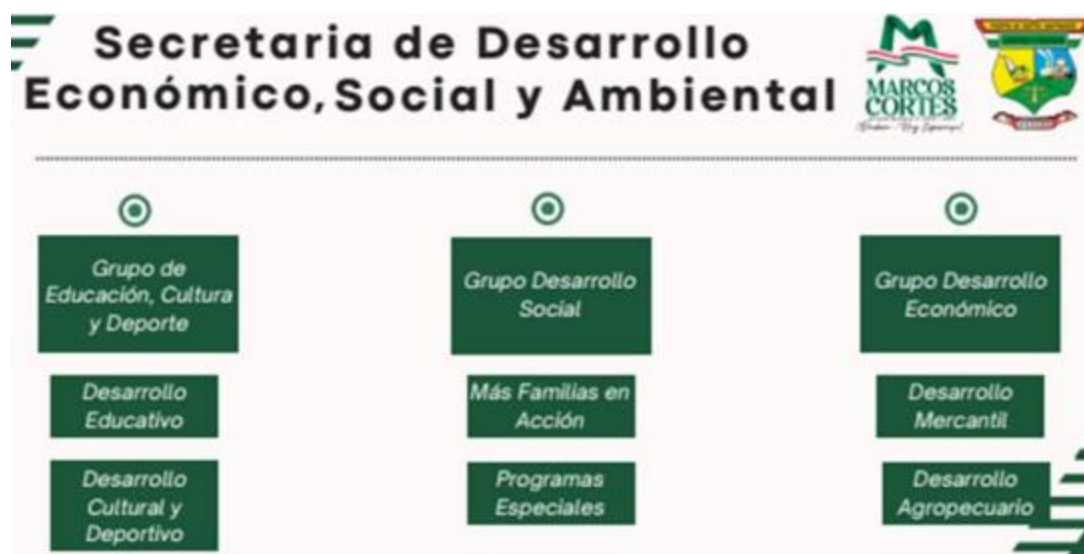 Secretaria de Desarrollo
Económico, Social y Ambiental
MARCOS
CORTES
Grupo de
Educación, Cultura
y Deporte
Desarrollo
Educativo
Desarrollo
Cultural y
Deportivo
Grupo Desarrollo
Social
Más Familias en
Acción
Programas
Especiales
Grupo Desarrollo
Económico
Desarrollo
Mercantil
Desarrollo
Agropecuario